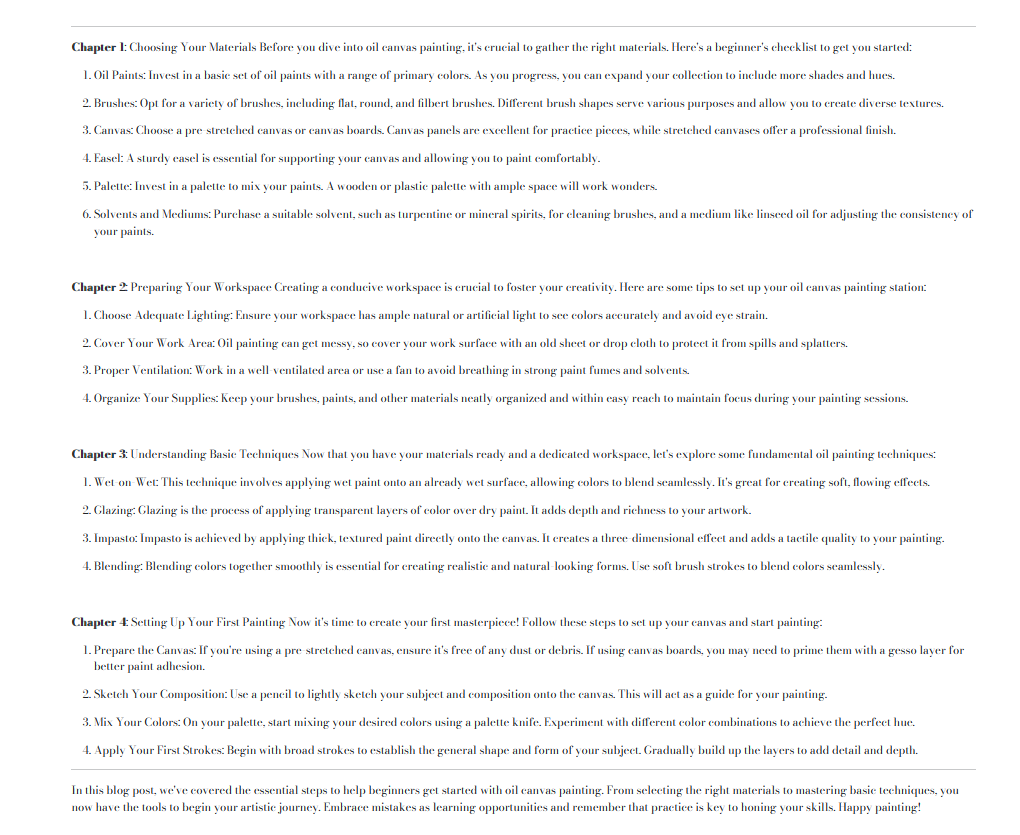 Chapter 1: Choosing Your Materials Before you dive into oil canvas painting, it's crucial to gather the right materials. Here's a beginner's checklist to get you started:
1. Oil Paints: Invest in a basic set of oil paints with a range of primary colors. As you progress, you can expand your collection to include more shades and hues.
2. Brushes: Opt for a variety of brushes, including flat, round, and filbert brushes. Different brush shapes serve various purposes and allow you to create diverse textures.
3. Canvas: Choose a pre-stretched canvas or canvas boards. Canvas panels are excellent for practice pieces, while stretched canvases offer a professional finish.
4. Easel: A sturdy easel is essential for supporting your canvas and allowing you to paint comfortably.
5. Palette: Invest in a palette to mix your paints. A wooden or plastic palette with ample space will work wonders.
6. Solvents and Mediums: Purchase a suitable solvent, such as turpentine or mineral spirits, for cleaning brushes, and a medium like linseed oil for adjusting the consistency of
your paints.
Chapter 2: Preparing Your Workspace Creating a conducive workspace is crucial to foster your creativity. Here are some tips to set up your oil canvas painting station:
1. Choose Adequate Lighting: Ensure your workspace has ample natural or artificial light to see colors accurately and avoid eye strain.
2. Cover Your Work Area: Oil painting can get messy, so cover your work surface with an old sheet or drop cloth to protect it from spills and splatters.
3. Proper Ventilation: Work in a well-ventilated area or use a fan to avoid breathing in strong paint fumes and solvents.
4. Organize Your Supplies: Keep your brushes, paints, and other materials neatly organized and within easy reach to maintain focus during your painting sessions.
Chapter 3: Understanding Basic Techniques Now that you have your materials ready and a dedicated workspace, let's explore some fundamental oil painting techniques:
1. Wet-on-Wet: This technique involves applying wet paint onto an already wet surface, allowing colors to blend seamlessly. It's great for creating soft, flowing effects.
2. Glazing: Glazing is the process of applying transparent layers of color over dry paint. It adds depth and richness to your artwork.
3. Impasto: Impasto is achieved by applying thick, textured paint directly onto the canvas. It creates a three-dimensional effect and adds a tactile quality to your painting.
4. Blending: Blending colors together smoothly is essential for creating realistic and natural-looking forms. Use soft brush strokes to blend colors seamlessly.
Chapter 4: Setting Up Your First Painting Now it's time to create your first masterpiece! Follow these steps to set up your canvas and start painting:
1. Prepare the Canvas: If you're using a pre-stretched canvas, ensure it's free of any dust or debris. If using canvas boards, you may need to prime them with a gesso layer for
better paint adhesion.
2. Sketch Your Composition: Use a pencil to lightly sketch your subject and composition onto the canvas. This will act as a guide for your painting.
3. Mix Your Colors: On your palette, start mixing your desired colors using a palette knife. Experiment with different color combinations to achieve the perfect hue.
4. Apply Your First Strokes: Begin with broad strokes to establish the general shape and form of your subject. Gradually build up the layers to add detail and depth.
In this blog post, we've covered the essential steps to help beginners get started with oil canvas painting. From selecting the right materials to mastering basic techniques, you
now have the tools to begin your artistic journey. Embrace mistakes as learning opportunities and remember that practice is key to honing your skills. Happy painting!